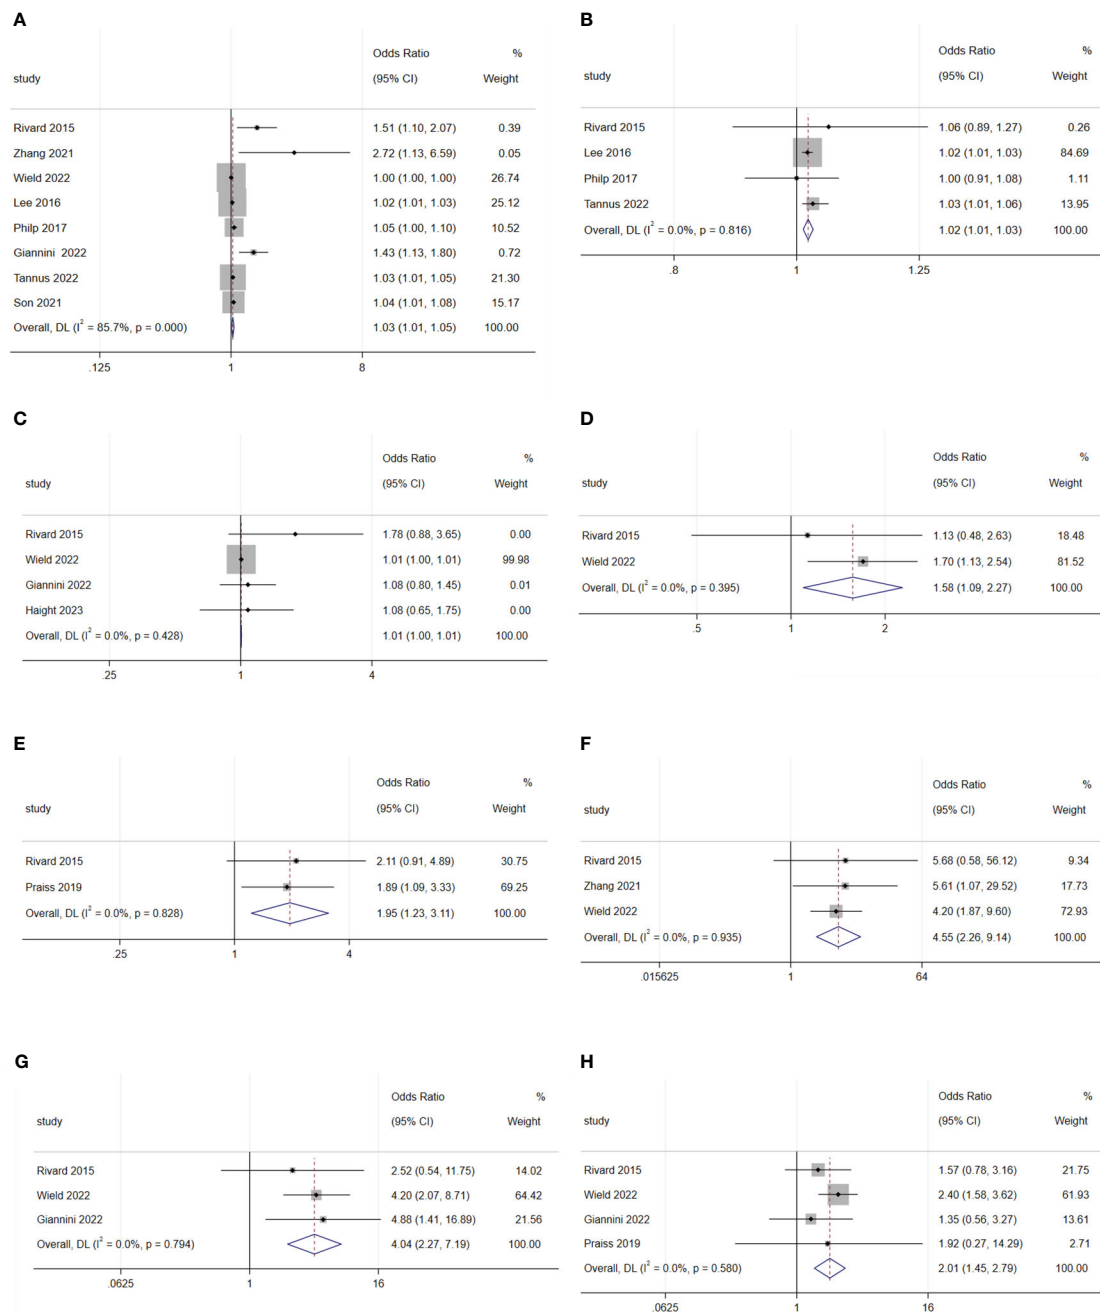 A
Odds Ratio %
study (95% CI) Weight
Rivard 2015 1.51 (1.10, 2.07) 0.39
Zhang 2021 2.72 (1.13, 6.59) 0.05
Wield 2022 1.00 (1.00, 1.00) 26.74
Lee 2016 1.02 (1.01, 1.03) 25.12
Philp 2017 1.05 (1.00, 1.10) 10.52
Giannini 2022 1.43 (1.13, 1.80) 0.72
Tannus 2022 1.03 (1.01, 1.05) 21.30
Son 2021 1.04 (1.01, 1.08) 15.17
Overall, DL (I² = 85.7%, p = 0.000) 1.03 (1.01, 1.05) 100.00
.125 1 8
B
Odds Ratio %
study (95% CI) Weight
Rivard 2015 1.06 (0.89, 1.27) 0.26
Lee 2016 1.02 (1.01, 1.03) 84.69
Philp 2017 1.00 (0.91, 1.08) 1.11
Tannus 2022 1.03 (1.01, 1.06) 13.95
Overall, DL (I² = 0.0%, p = 0.816) 1.02 (1.01, 1.03) 100.00
.8 1 1.25
C
Odds Ratio %
study (95% CI) Weight
Rivard 2015 1.78 (0.88, 3.65) 0.00
Wield 2022 1.01 (1.00, 1.01) 99.98
Giannini 2022 1.08 (0.80, 1.45) 0.01
Haight 2023 1.08 (0.65, 1.75) 0.00
Overall, DL (I² = 0.0%, p = 0.428) 1.01 (1.00, 1.01) 100.00
.25 1 4
D
Odds Ratio %
study (95% CI) Weight
Rivard 2015 1.13 (0.48, 2.63) 18.48
Wield 2022 1.70 (1.13, 2.54) 81.52
Overall, DL (I² = 0.0%, p = 0.395) 1.58 (1.09, 2.27) 100.00
.5 1 2
E
Odds Ratio %
study (95% CI) Weight
Rivard 2015 2.11 (0.91, 4.89) 30.75
Praiss 2019 1.89 (1.09, 3.33) 69.25
Overall, DL (I² = 0.0%, p = 0.828) 1.95 (1.23, 3.11) 100.00
.25 1 4
F
Odds Ratio %
study (95% CI) Weight
Rivard 2015 5.68 (0.58, 56.12) 9.34
Zhang 2021 5.61 (1.07, 29.52) 17.73
Wield 2022 4.20 (1.87, 9.60) 72.93
Overall, DL (I² = 0.0%, p = 0.935) 4.55 (2.26, 9.14) 100.00
.015625 1 64
G
Odds Ratio %
study (95% CI) Weight
Rivard 2015 2.52 (0.54, 11.75) 14.02
Wield 2022 4.20 (2.07, 8.71) 64.42
Giannini 2022 4.88 (1.41, 16.89) 21.56
Overall, DL (I² = 0.0%, p = 0.794) 4.04 (2.27, 7.19) 100.00
.0625 1 16
H
Odds Ratio %
study (95% CI) Weight
Rivard 2015 1.57 (0.78, 3.16) 21.75
Wield 2022 2.40 (1.58, 3.62) 61.93
Giannini 2022 1.35 (0.56, 3.27) 13.61
Praiss 2019 1.92 (0.27, 14.29) 2.71
Overall, DL (I² = 0.0%, p = 0.580) 2.01 (1.45, 2.79) 100.00
.0625 1 16